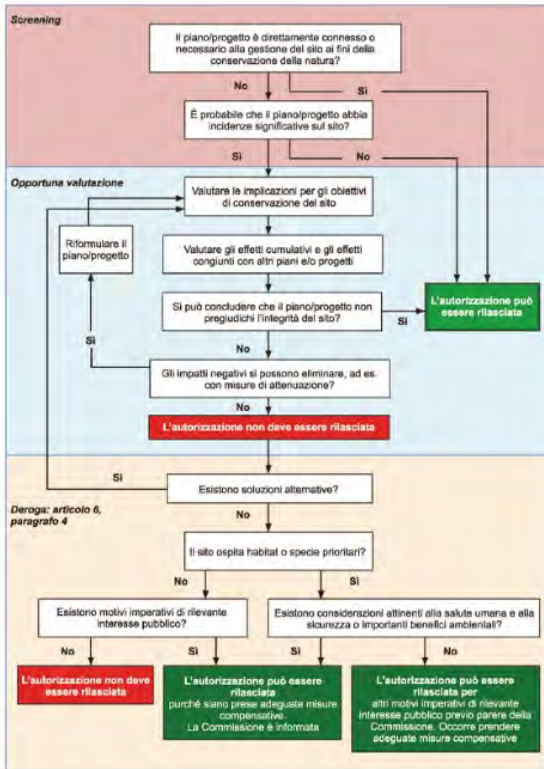 Screening
Il piano/progetto è direttamente connesso o
necessario alla gestione del sito ai fini della
conservazione della natura?
No
Sì
È probabile che il piano/progetto abbia
incidenze significative sul sito?
Sì
No
Opportuna valutazione
Valutare le implicazioni per gli obiettivi
di conservazione del sito
Riformulare il
piano/progetto
Valutare gli effetti cumulativi e gli effetti
congiunti con altri piani e/o progetti
Si può concludere che il piano/progetto non
pregiudichi l'integrità del sito?
Sì
L'autorizzazione può
essere rilasciata
Sì
No
Gli impatti negativi si possono eliminare, ad es.
con misure di attenuazione?
No
L'autorizzazione non deve essere rilasciata
Sì
Deroga: articolo 6,
paragrafo 4
Esistono soluzioni alternative?
No
Il sito ospita habitat o specie prioritari?
No
Sì
Esistono motivi imperativi di rilevante
interesse pubblico?
Esistono considerazioni attinenti alla salute umana e alla
sicurezza o importanti benefici ambientali?
No
Sì
Sì
No
L'autorizzazione non deve
essere rilasciata
L'autorizzazione può essere
rilasciata
purché siano prese adeguate misure
compensative.
La Commissione è informata
L'autorizzazione può essere
rilasciata per
altri motivi imperativi di rilevante
interesse pubblico previo parere della
Commissione. Occorre prendere
adeguate misure compensative